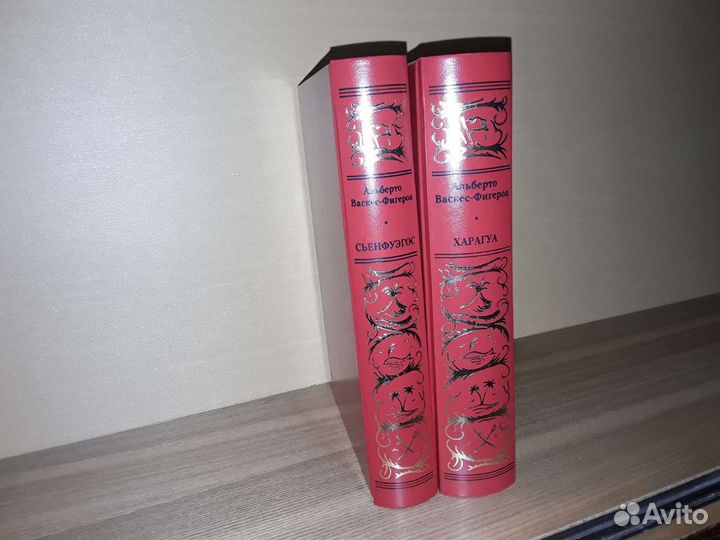 Альберто
Васкес-Фигероа
СЬЕНФУЭГОС
Альберто
Васкес-Фигероа
ХАРАГУА
Avito